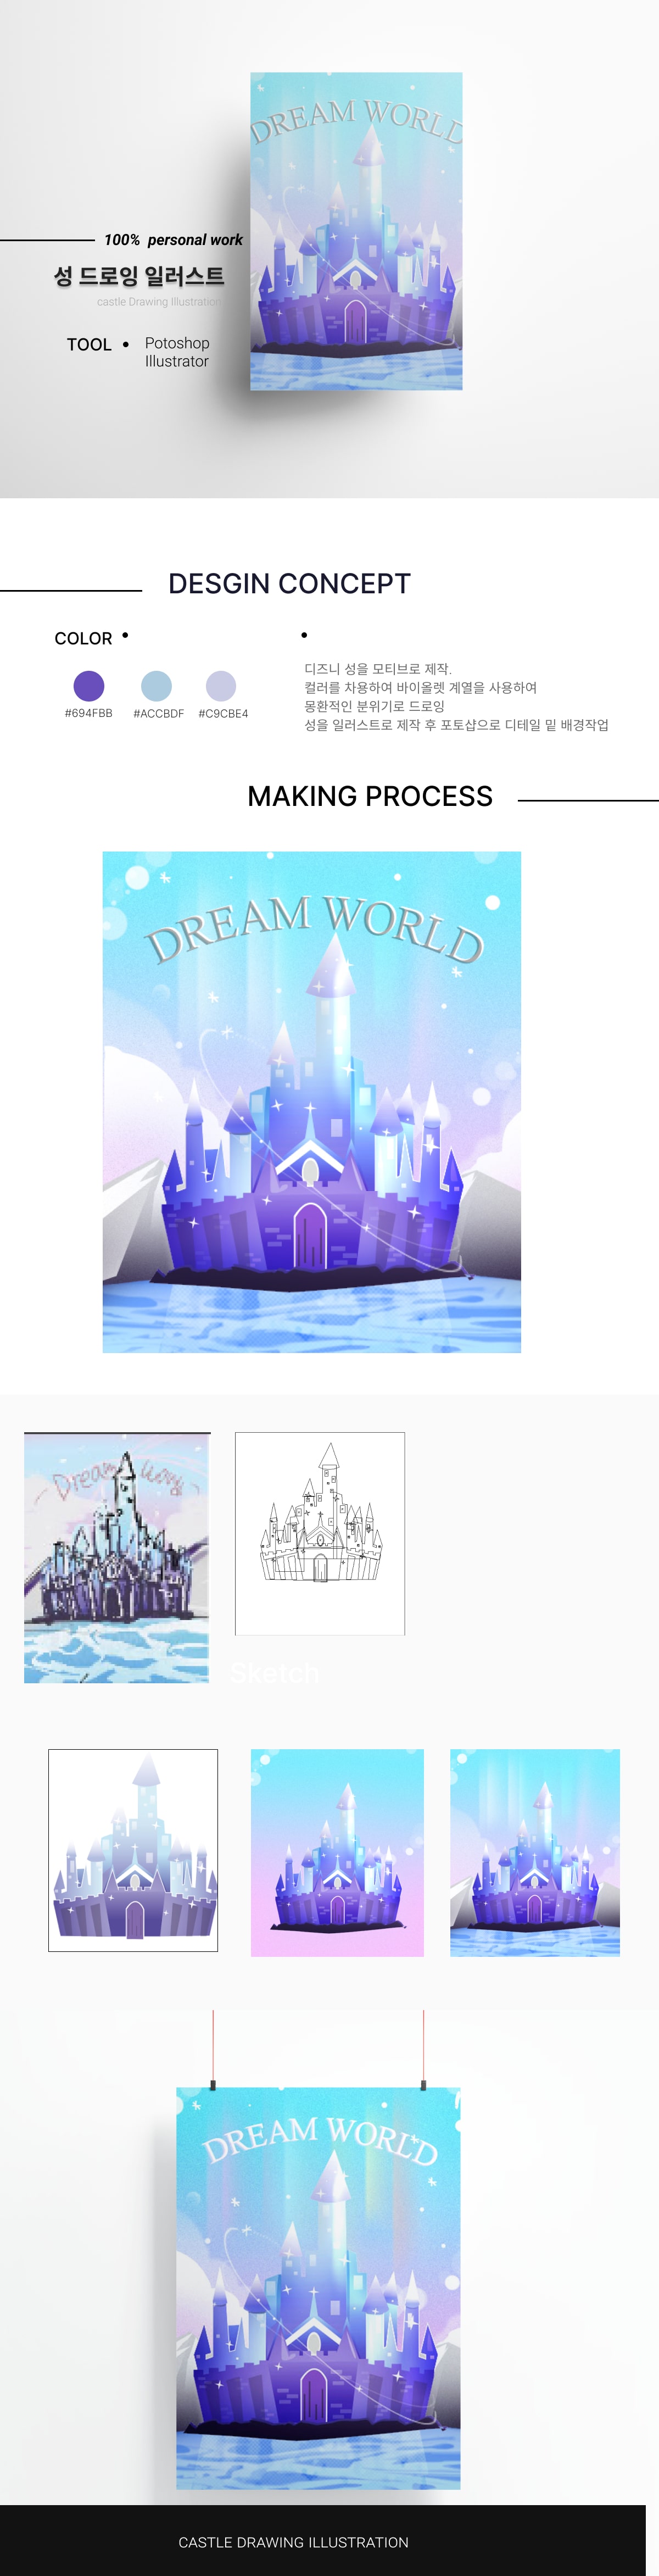 DREAM WORLD
100% personal work
성 드로잉 일러스트
castle Drawing Illustration
TOOL •
Potoshop
Illustrator
DESGIN CONCEPT
COLOR •
•
#694FBB
#ACCBDF
#C9CBE4
디즈니 성을 모티브로 제작.
컬러를 차용하여 바이올렛 계열을 사용하여
몽환적인 분위기로 드로잉
성을 일러스트로 제작 후 포토샵으로 디테일 밑 배경작업
MAKING PROCESS
DREAM WORLD
Dream
Sketch
DREAM WORLD
CASTLE DRAWING ILLUSTRATION